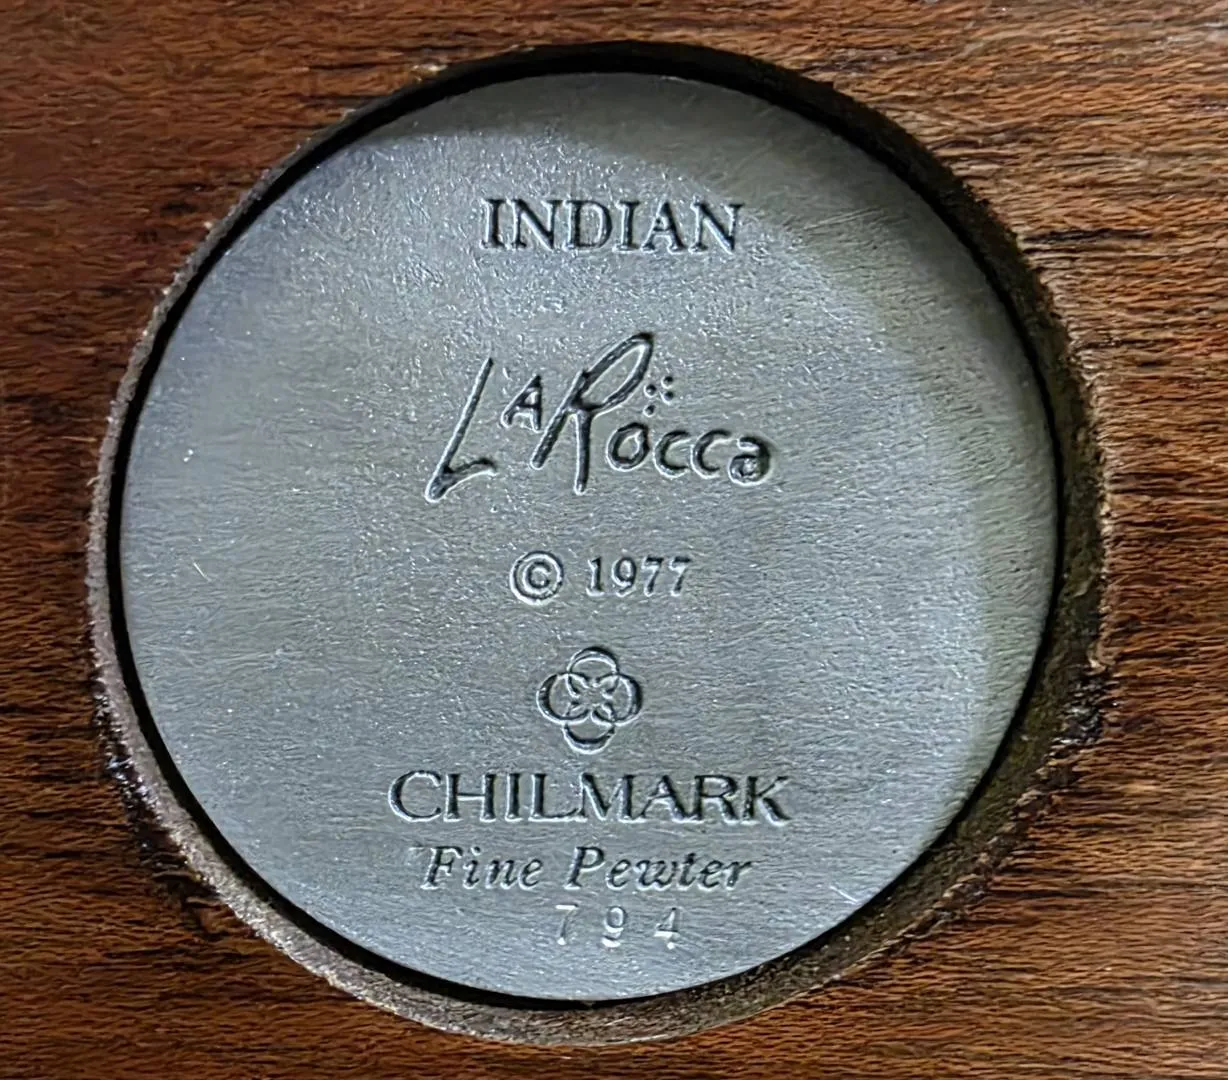 INDIAN
LaRocca
© 1977
CHILMARK
Fine Pewter
794